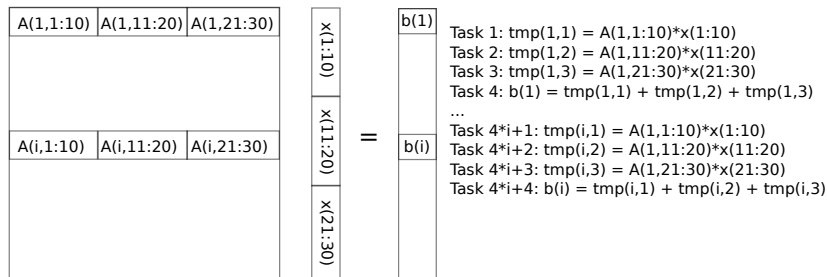 A(1,1:10) A(1,11:20) A(1,21:30)
A(i,1:10) A(i,11:20) A(i,21:30)
x(1:10)
x(11:20)
x(21:30)
=
b(1)
b(i)
Task 1: tmp(1,1) = A(1,1:10)*x(1:10)
Task 2: tmp(1,2) = A(1,11:20)*x(11:20)
Task 3: tmp(1,3) = A(1,21:30)*x(21:30)
Task 4: b(1) = tmp(1,1) + tmp(1,2) + tmp(1,3)
...
Task 4*i+1: tmp(i,1) = A(1,1:10)*x(1:10)
Task 4*i+2: tmp(i,2) = A(1,11:20)*x(11:20)
Task 4*i+3: tmp(i,3) = A(1,21:30)*x(21:30)
Task 4*i+4: b(i) = tmp(i,1) + tmp(i,2) + tmp(i,3)